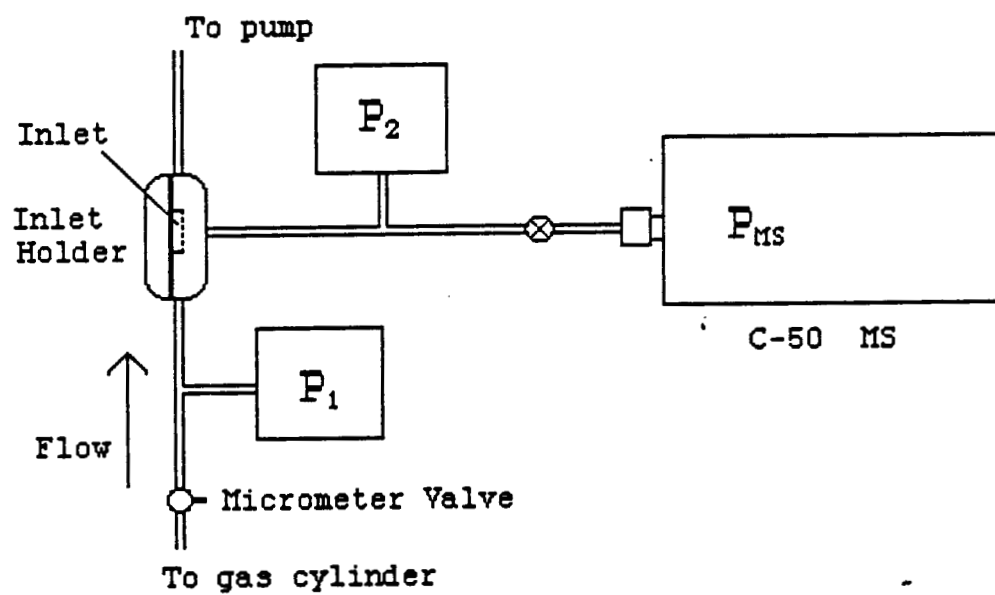 To pump
P2
Inlet
Inlet
Holder
PMS
C-50 MS
P1
Flow
Micrometer Valve
To gas cylinder